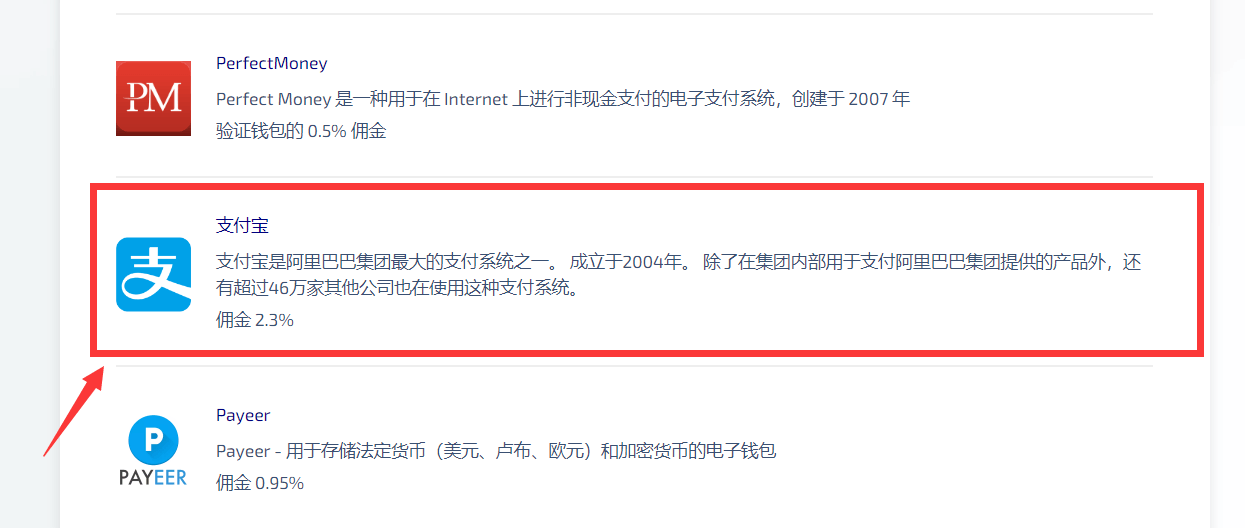 PerfectMoney
PM
Perfect Money 是一种用于在 Internet 上进行非现金支付的电子支付系统，创建于 2007 年
验证钱包的 0.5% 佣金
支付宝
支
支付宝是阿里巴巴集团最大的支付系统之一。 成立于2004年。 除了在集团内部用于支付阿里巴巴集团提供的产品外，还
有超过46万家其他公司也在使用这种支付系统。
佣金 2.3%
Payeer
P
PAYEER
Payeer - 用于存储法定货币（美元、卢布、欧元）和加密货币的电子钱包
佣金 0.95%